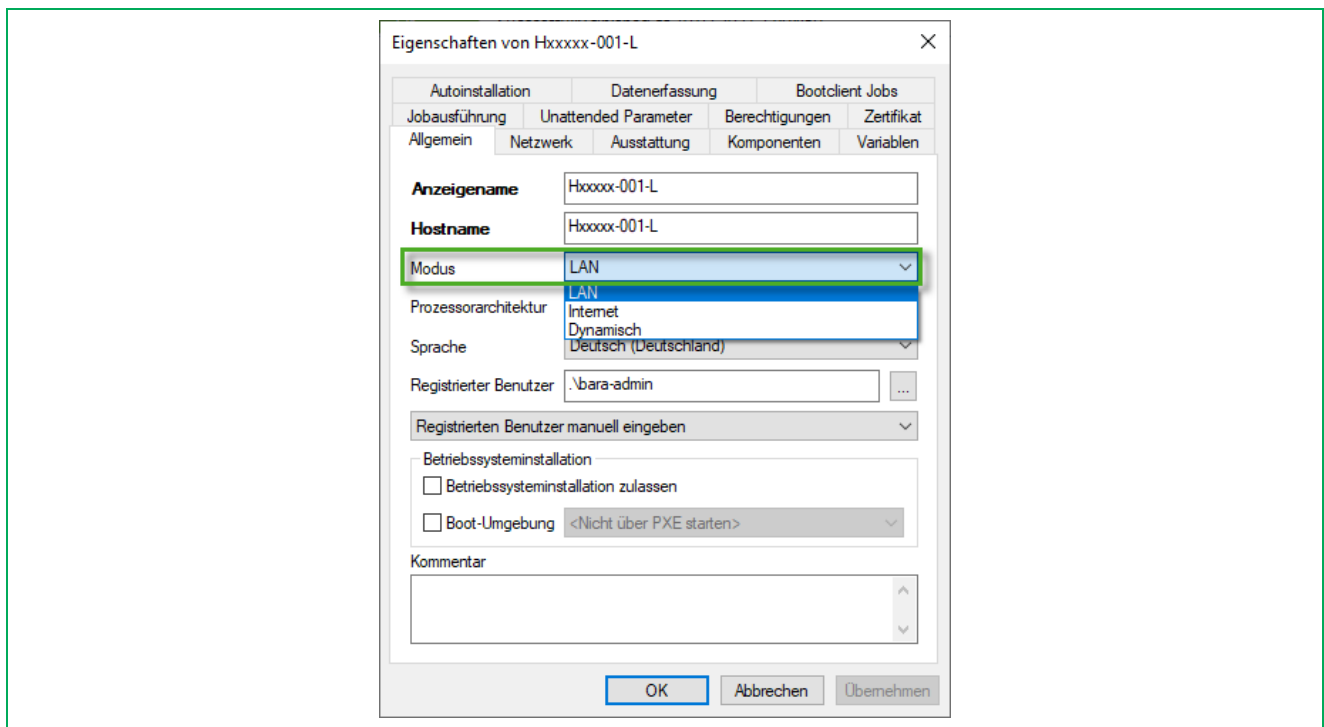 Eigenschaften von Hxxxxx-001-L
Autoinstallation Datenerfassung Bootclient Jobs
Jobausführung Unattended Parameter Berechtigungen Zertifikat
Allgemein Netzwerk Ausstattung Komponenten Variablen
Anzeigename Hxxxxx-001-L
Hostname Hxxxxx-001-L
Modus LAN
LAN
Prozessorarchitektur Internet
Dynamisch
Sprache Deutsch (Deutschland)
Registrierter Benutzer .\bara-admin ...
Registrierten Benutzer manuell eingeben
Betriebssysteminstallation
Betriebssysteminstallation zulassen
Boot-Umgebung <Nicht über PXE starten>
Kommentar
OK Abbrechen Übernehmen